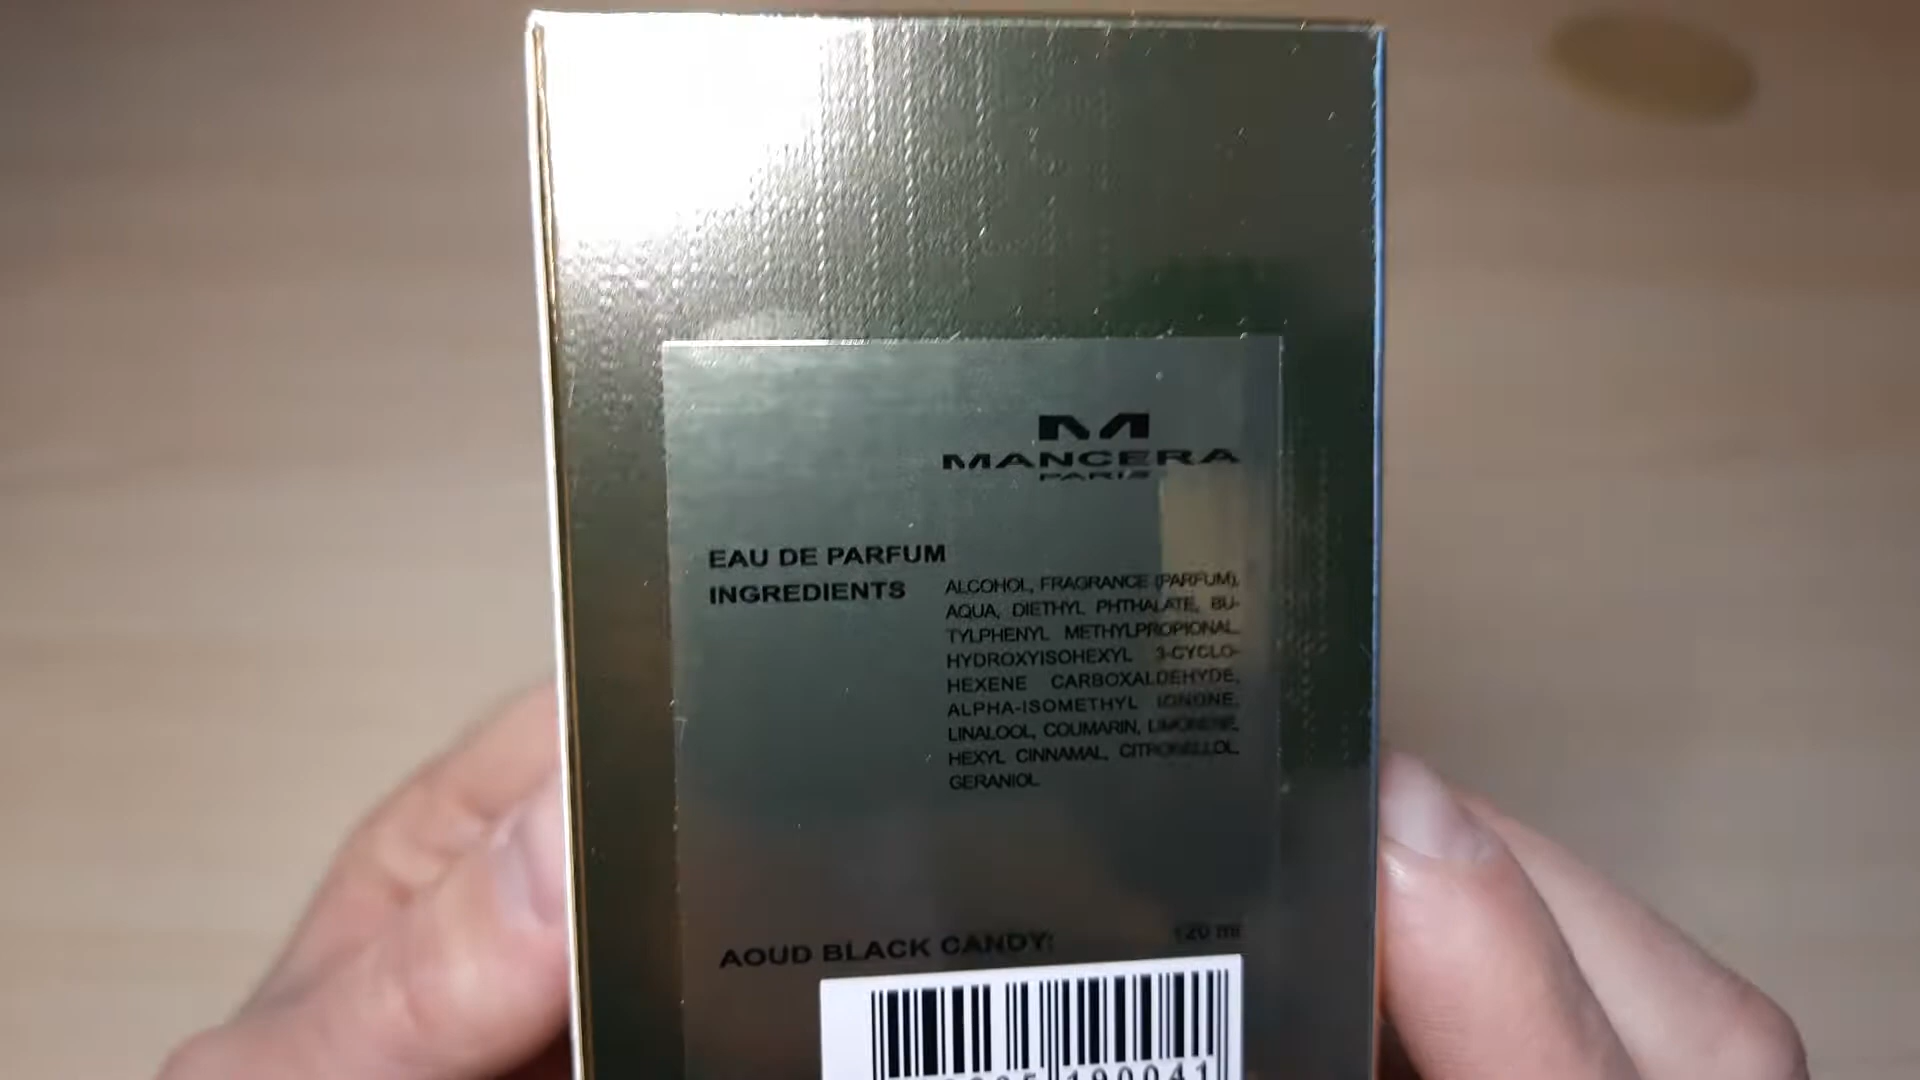 M
MANCERA
PARIS
EAU DE PARFUM
INGREDIENTS
ALCOHOL, FRAGRANCE (PARFUM),
AQUA, DIETHYL PHTHALATE, BU-
TYLPHENYL METHYLPROPIONAL,
HYDROXYISOHEXYL 3-CYCLO-
HEXENE CARBOXALDEHYDE,
ALPHA-ISOMETHYL IONONE,
LINALOOL, COUMARIN, LIMONENE,
HEXYL CINNAMAL, CITRONELLOL,
GERANIOL.
AOUD BLACK CANDY
120 ml
190041